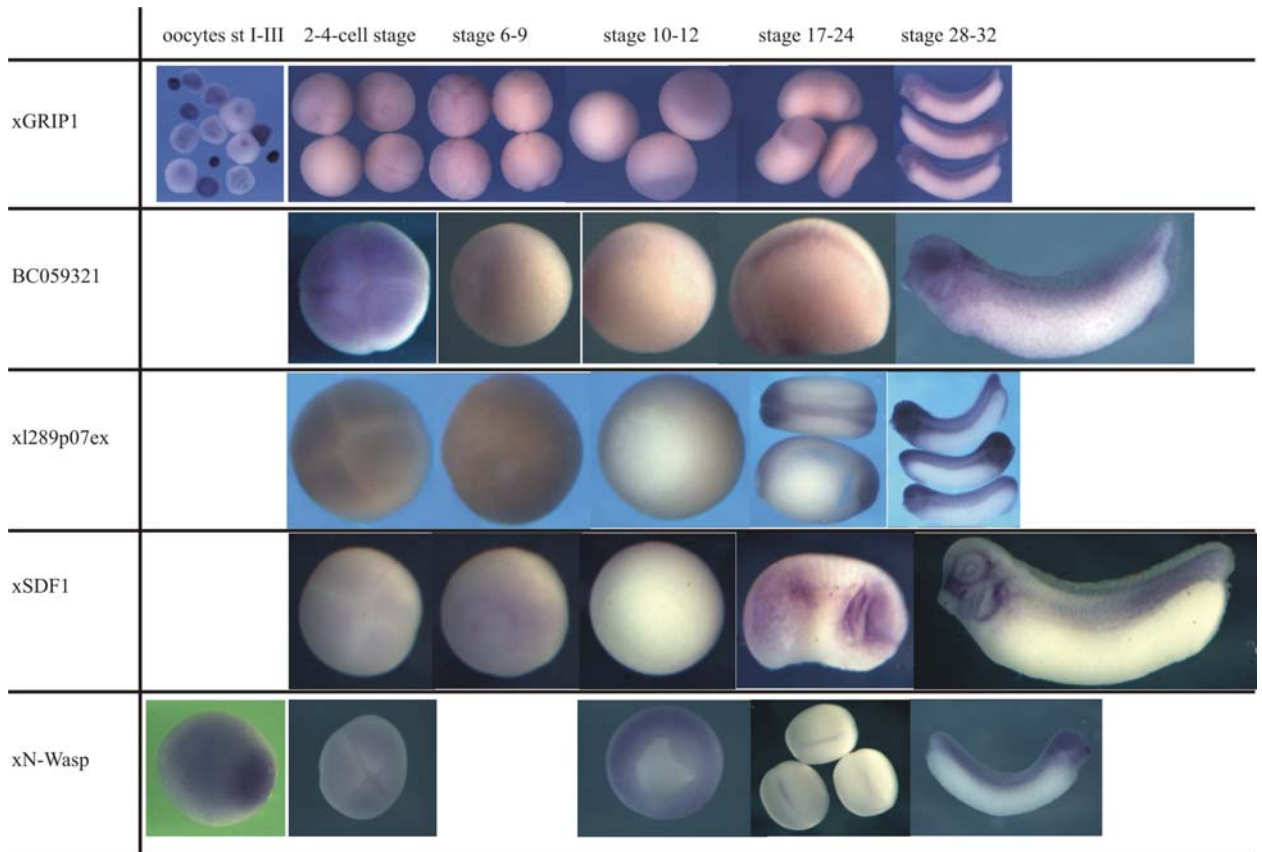 oocytes st I-III 2-4-cell stage stage 6-9 stage 10-12 stage 17-24 stage 28-32
xGRIP1
BC059321
xl289p07ex
xSDF1
xN-Wasp